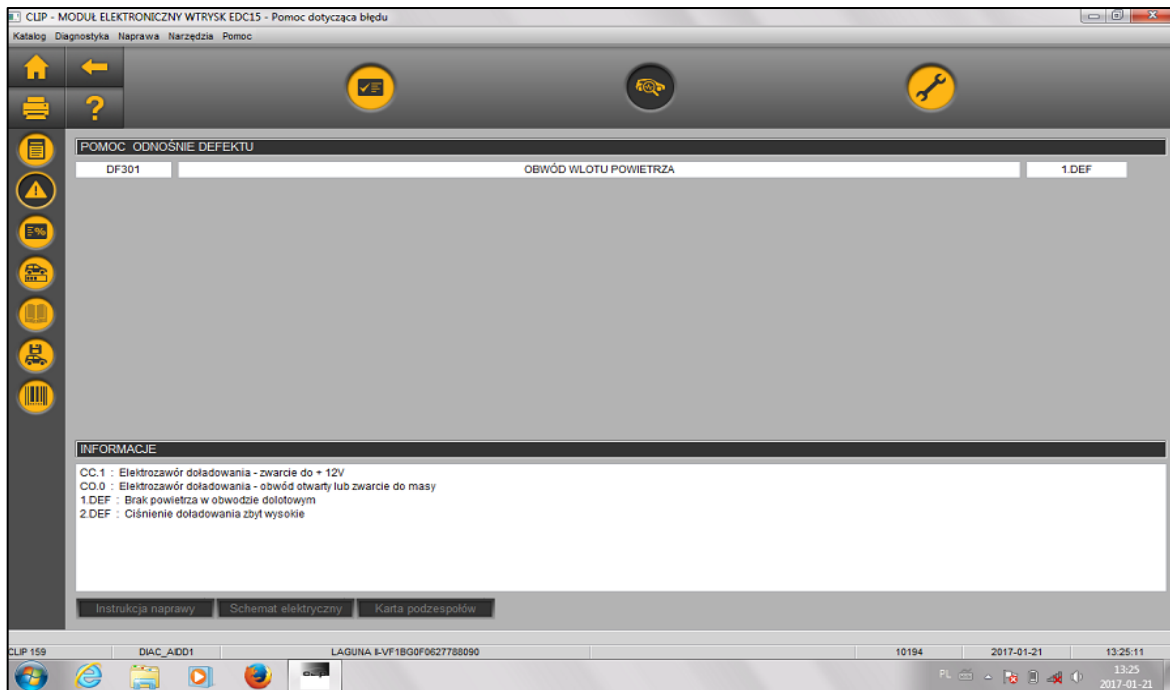 CLIP - MODUŁ ELEKTRONICZNY WTRYSK EDC15 - Pomoc dotycząca błędu
Katalog Diagnostyka Naprawa Narzędzia Pomoc
POMOC ODNOŚNIE DEFEKTU
DF301 OBWÓD WLOTU POWIETRZA 1.DEF
INFORMACJE
CC.1 : Elektrozawór doładowania - zwarcie do + 12V
CO.0 : Elektrozawór doładowania - obwód otwarty lub zwarcie do masy
1.DEF : Brak powietrza w obwodzie dolotowym
2.DEF : Ciśnienie doładowania zbyt wysokie
Instrukcja naprawy Schemat elektryczny Karta podzespołów
CLIP 159 DIAC_AIDD1 LAGUNA II-VF1BG0F0627788090 10194 2017-01-21 13:25:11
PL 13:25
2017-01-21